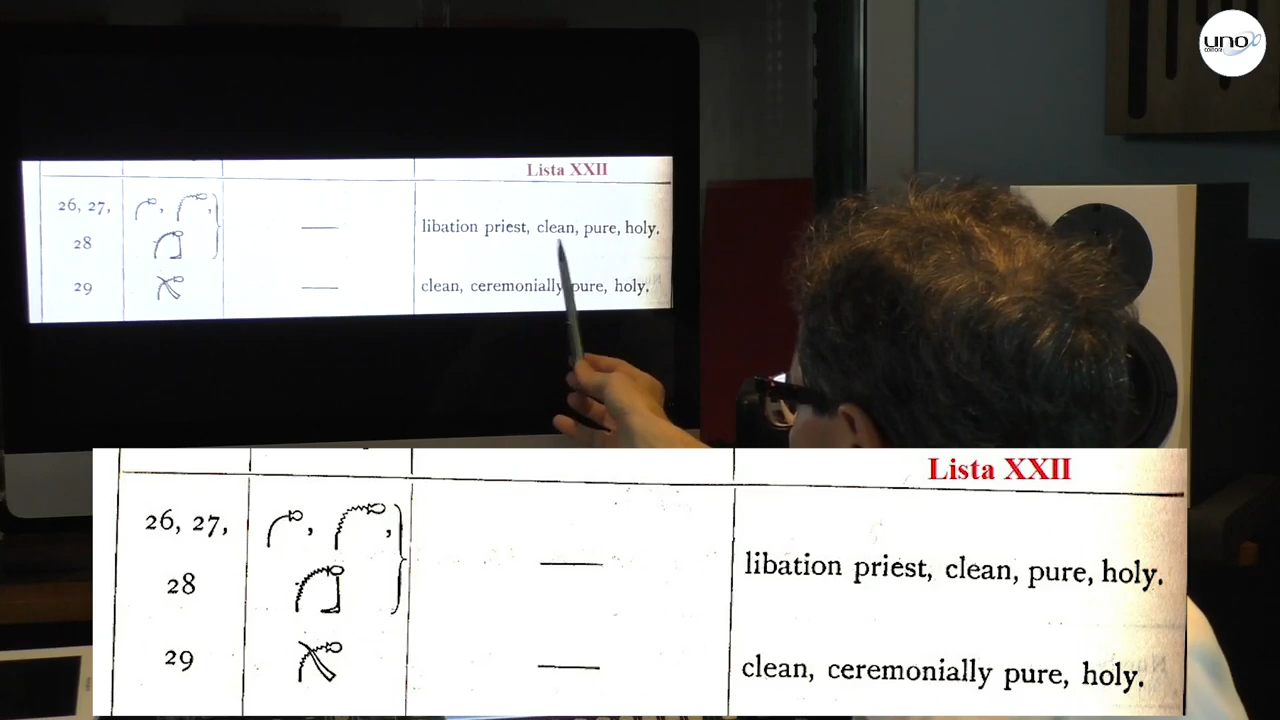 uno
EDITORI
Lista XXII
26, 27,
28
libation priest, clean, pure, holy.
29
clean, ceremonially pure, holy.
Lista XXII
26, 27,
28
libation priest, clean, pure, holy.
29
clean, ceremonially pure, holy.